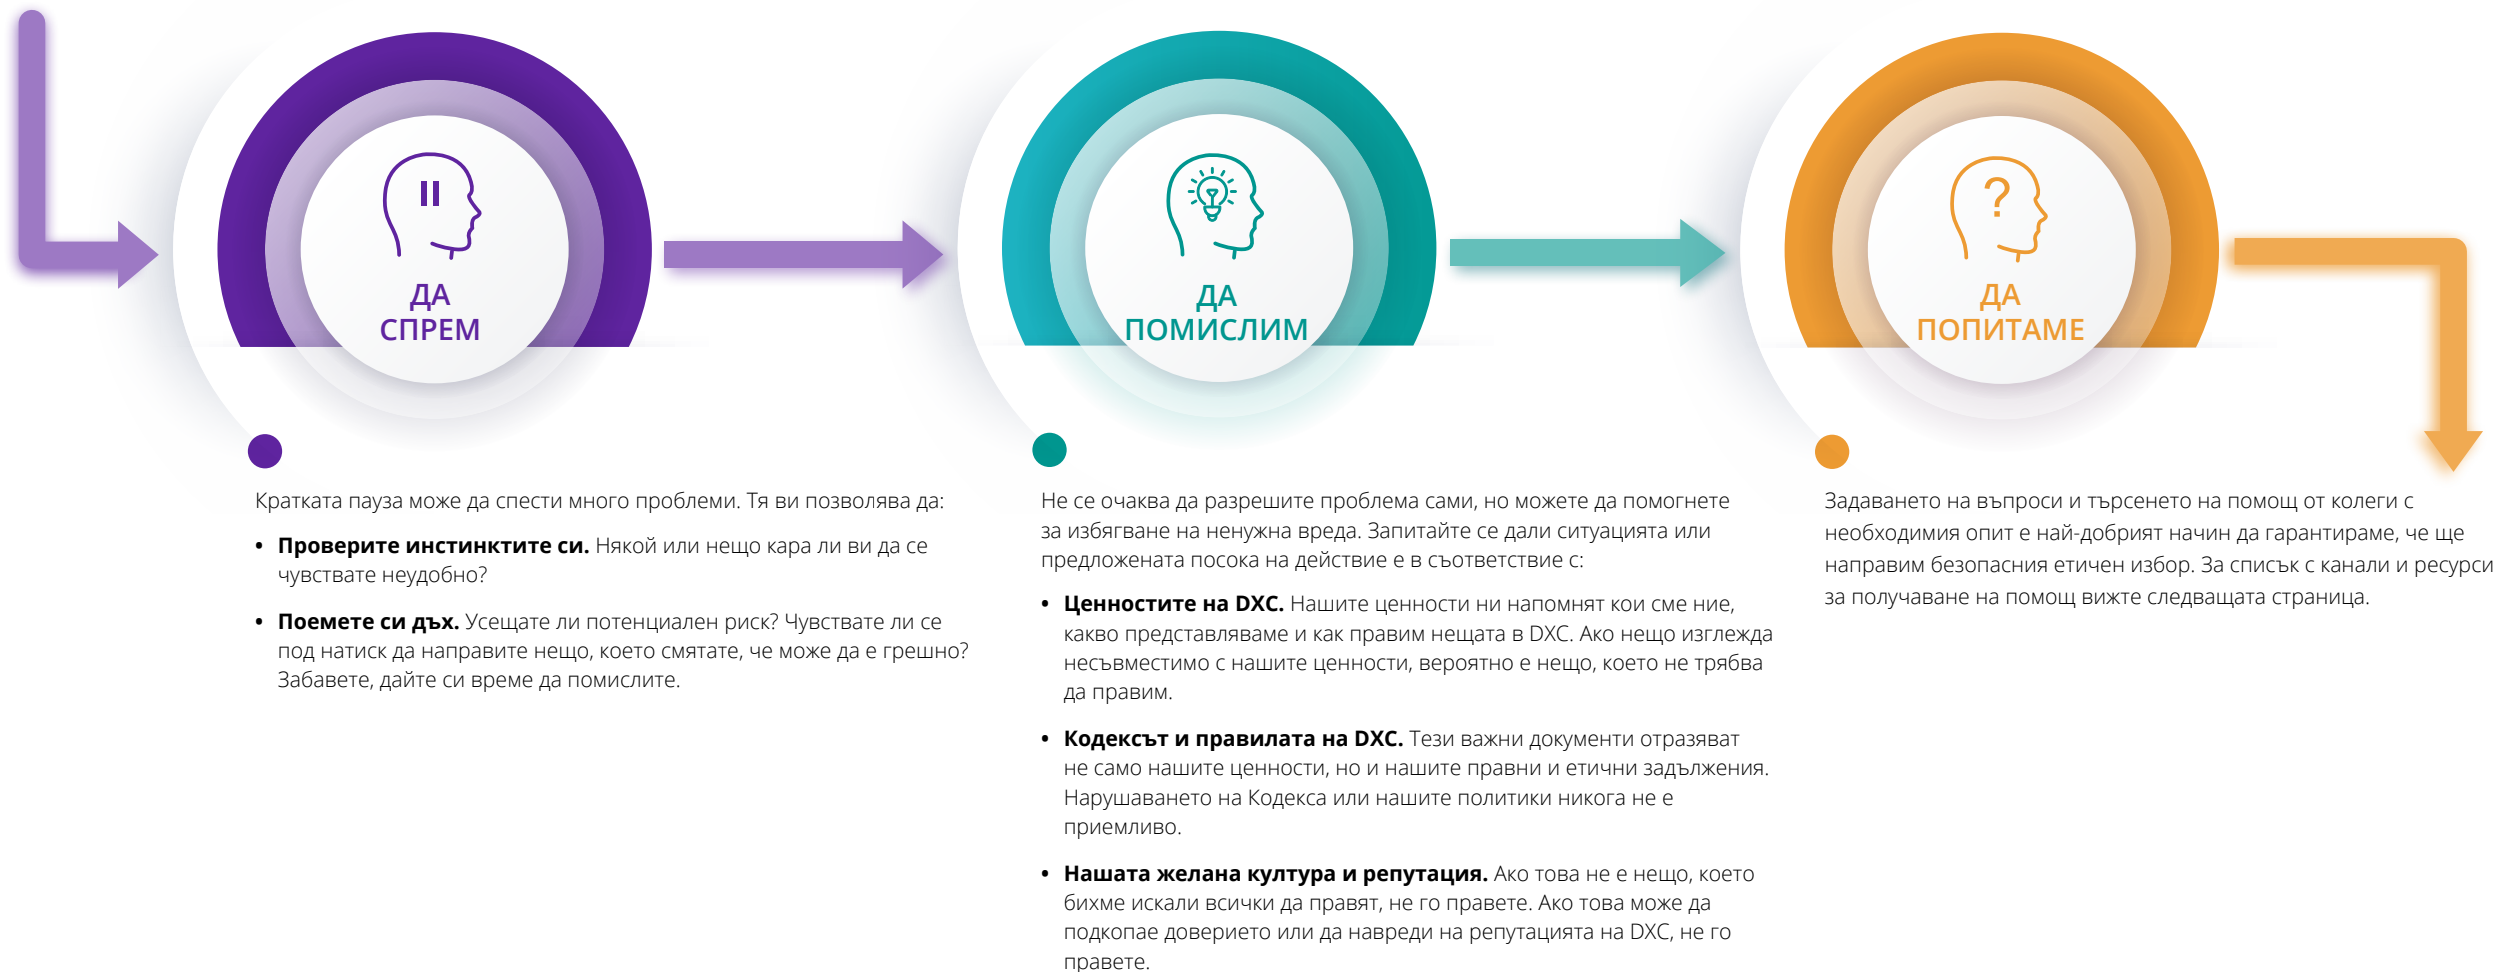 ДА
СПРЕМ
Кратката пауза може да спести много проблеми. Тя ви позволява да:
• Проверите инстинктите си. Някой или нещо кара ли ви да се
чувствате неудобно?
• Поемете си дъх. Усещате ли потенциален риск? Чувствате ли се
под натиск да направите нещо, което смятате, че може да е грешно?
Забавете, дайте си време да помислите.
ДА
ПОМИСЛИМ
Не се очаква да разрешите проблема сами, но можете да помогнете
за избягване на ненужна вреда. Запитайте се дали ситуацията или
предложената посока на действие е в съответствие с:
• Ценностите на DXC. Нашите ценности ни напомнят кои сме ние,
какво представляваме и как правим нещата в DXC. Ако нещо изглежда
несъвместимо с нашите ценности, вероятно е нещо, което не трябва
да правим.
• Кодексът и правилата на DXC. Тези важни документи отразяват
не само нашите ценности, но и нашите правни и етични задължения.
Нарушаването на Кодекса или нашите политики никога не е
приемливо.
• Нашата желана култура и репутация. Ако това не е нещо, което
бихме искали всички да правят, не го правете. Ако това може да
подкопае доверието или да навреди на репутацията на DXC, не го
правете.
?
ДА
ПОПИТАМЕ
Задаването на въпроси и търсенето на помощ от колеги с
необходимия опит е най-добрият начин да гарантираме, че ще
направим безопасния етичен избор. За списък с канали и ресурси
за получаване на помощ вижте следващата страница.